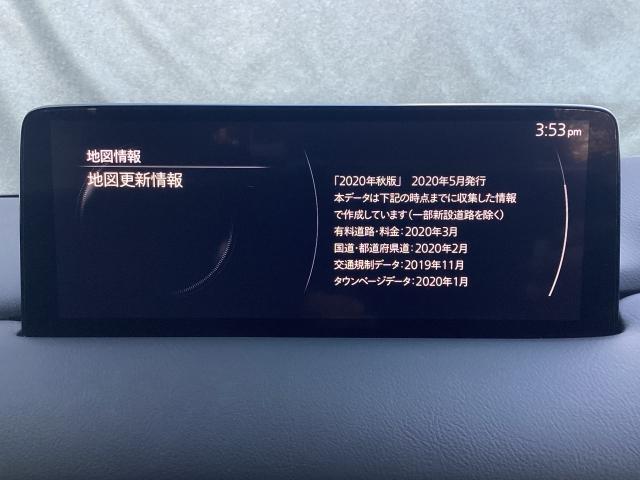 3:53pm
地図情報
地図更新情報
「2020年秋版」 2020年5月発行
本データは下記の時点までに収集した情報
で作成しています(一部新設道路を除く)
有料道路・料金:2020年3月
国道・都道府県道:2020年2月
交通規制データ:2019年11月
タウンページデータ:2020年1月